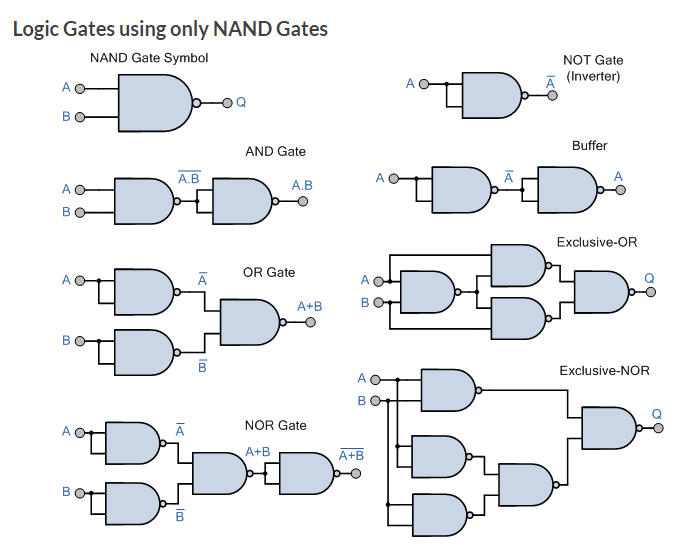 Logic Gates using only NAND Gates
NAND Gate Symbol
A
B
Q
NOT Gate
(Inverter)
A
A̅
AND Gate
A
B
A̅.̅B̅
A.B
Buffer
A
A̅
A
OR Gate
A
A̅
B
B̅
A+B
Exclusive-OR
A
B
Q
NOR Gate
A
A̅
B
B̅
A+B
A̅+̅B̅
Exclusive-NOR
A
B
Q